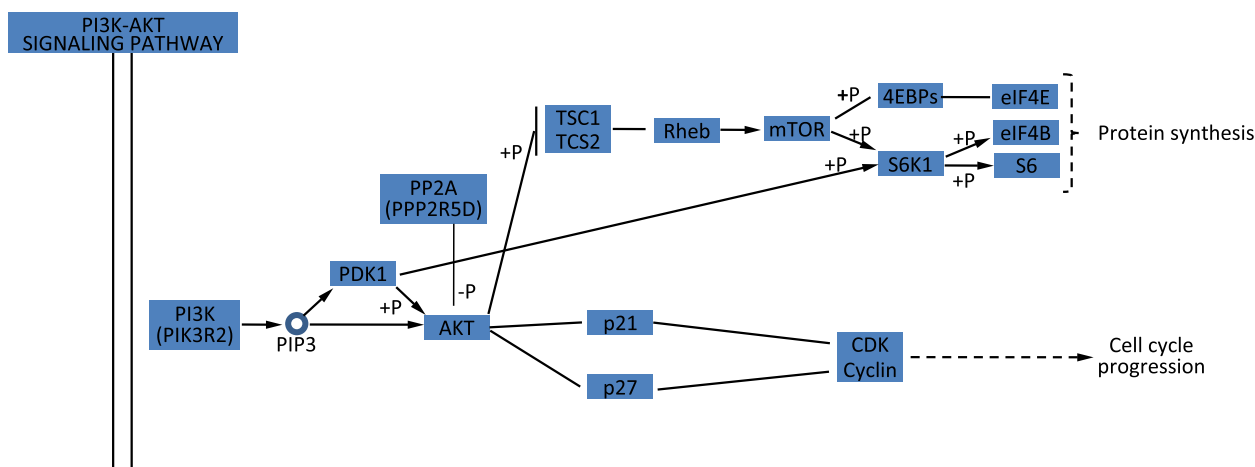 PI3K-AKT
SIGNALING PATHWAY
+P
4EBPs
eIF4E
TSC1
TCS2
Rheb
mTOR
+P
+P
eIF4B
Protein synthesis
+P
+P
S6K1
+P
S6
PP2A
(PPP2R5D)
PDK1
-P
+P
PI3K
(PIK3R2)
PIP3
AKT
p21
p27
CDK
Cyclin
Cell cycle
progression